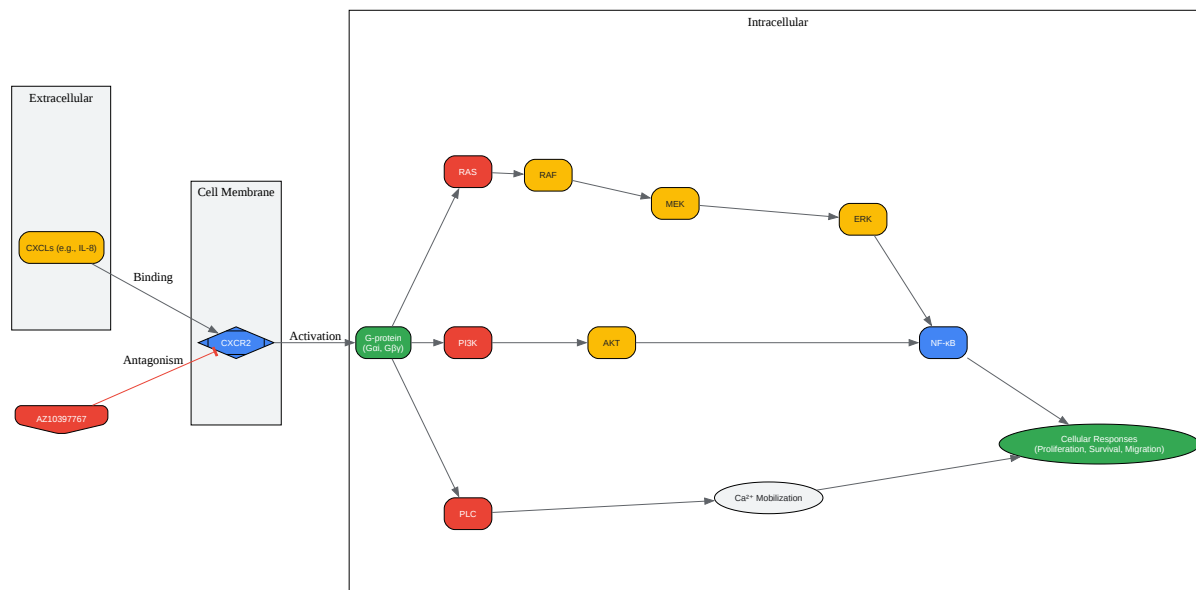 Intracellular
Extracellular
Cell Membrane
CXCLs (e.g., IL-8)
Binding
CXCR2
Antagonism
AZ10397767
Activation
G-protein
(Gαi, Gβγ)
RAS
RAF
MEK
ERK
PI3K
AKT
NF-κB
PLC
Ca²⁺ Mobilization
Cellular Responses
(Proliferation, Survival, Migration)